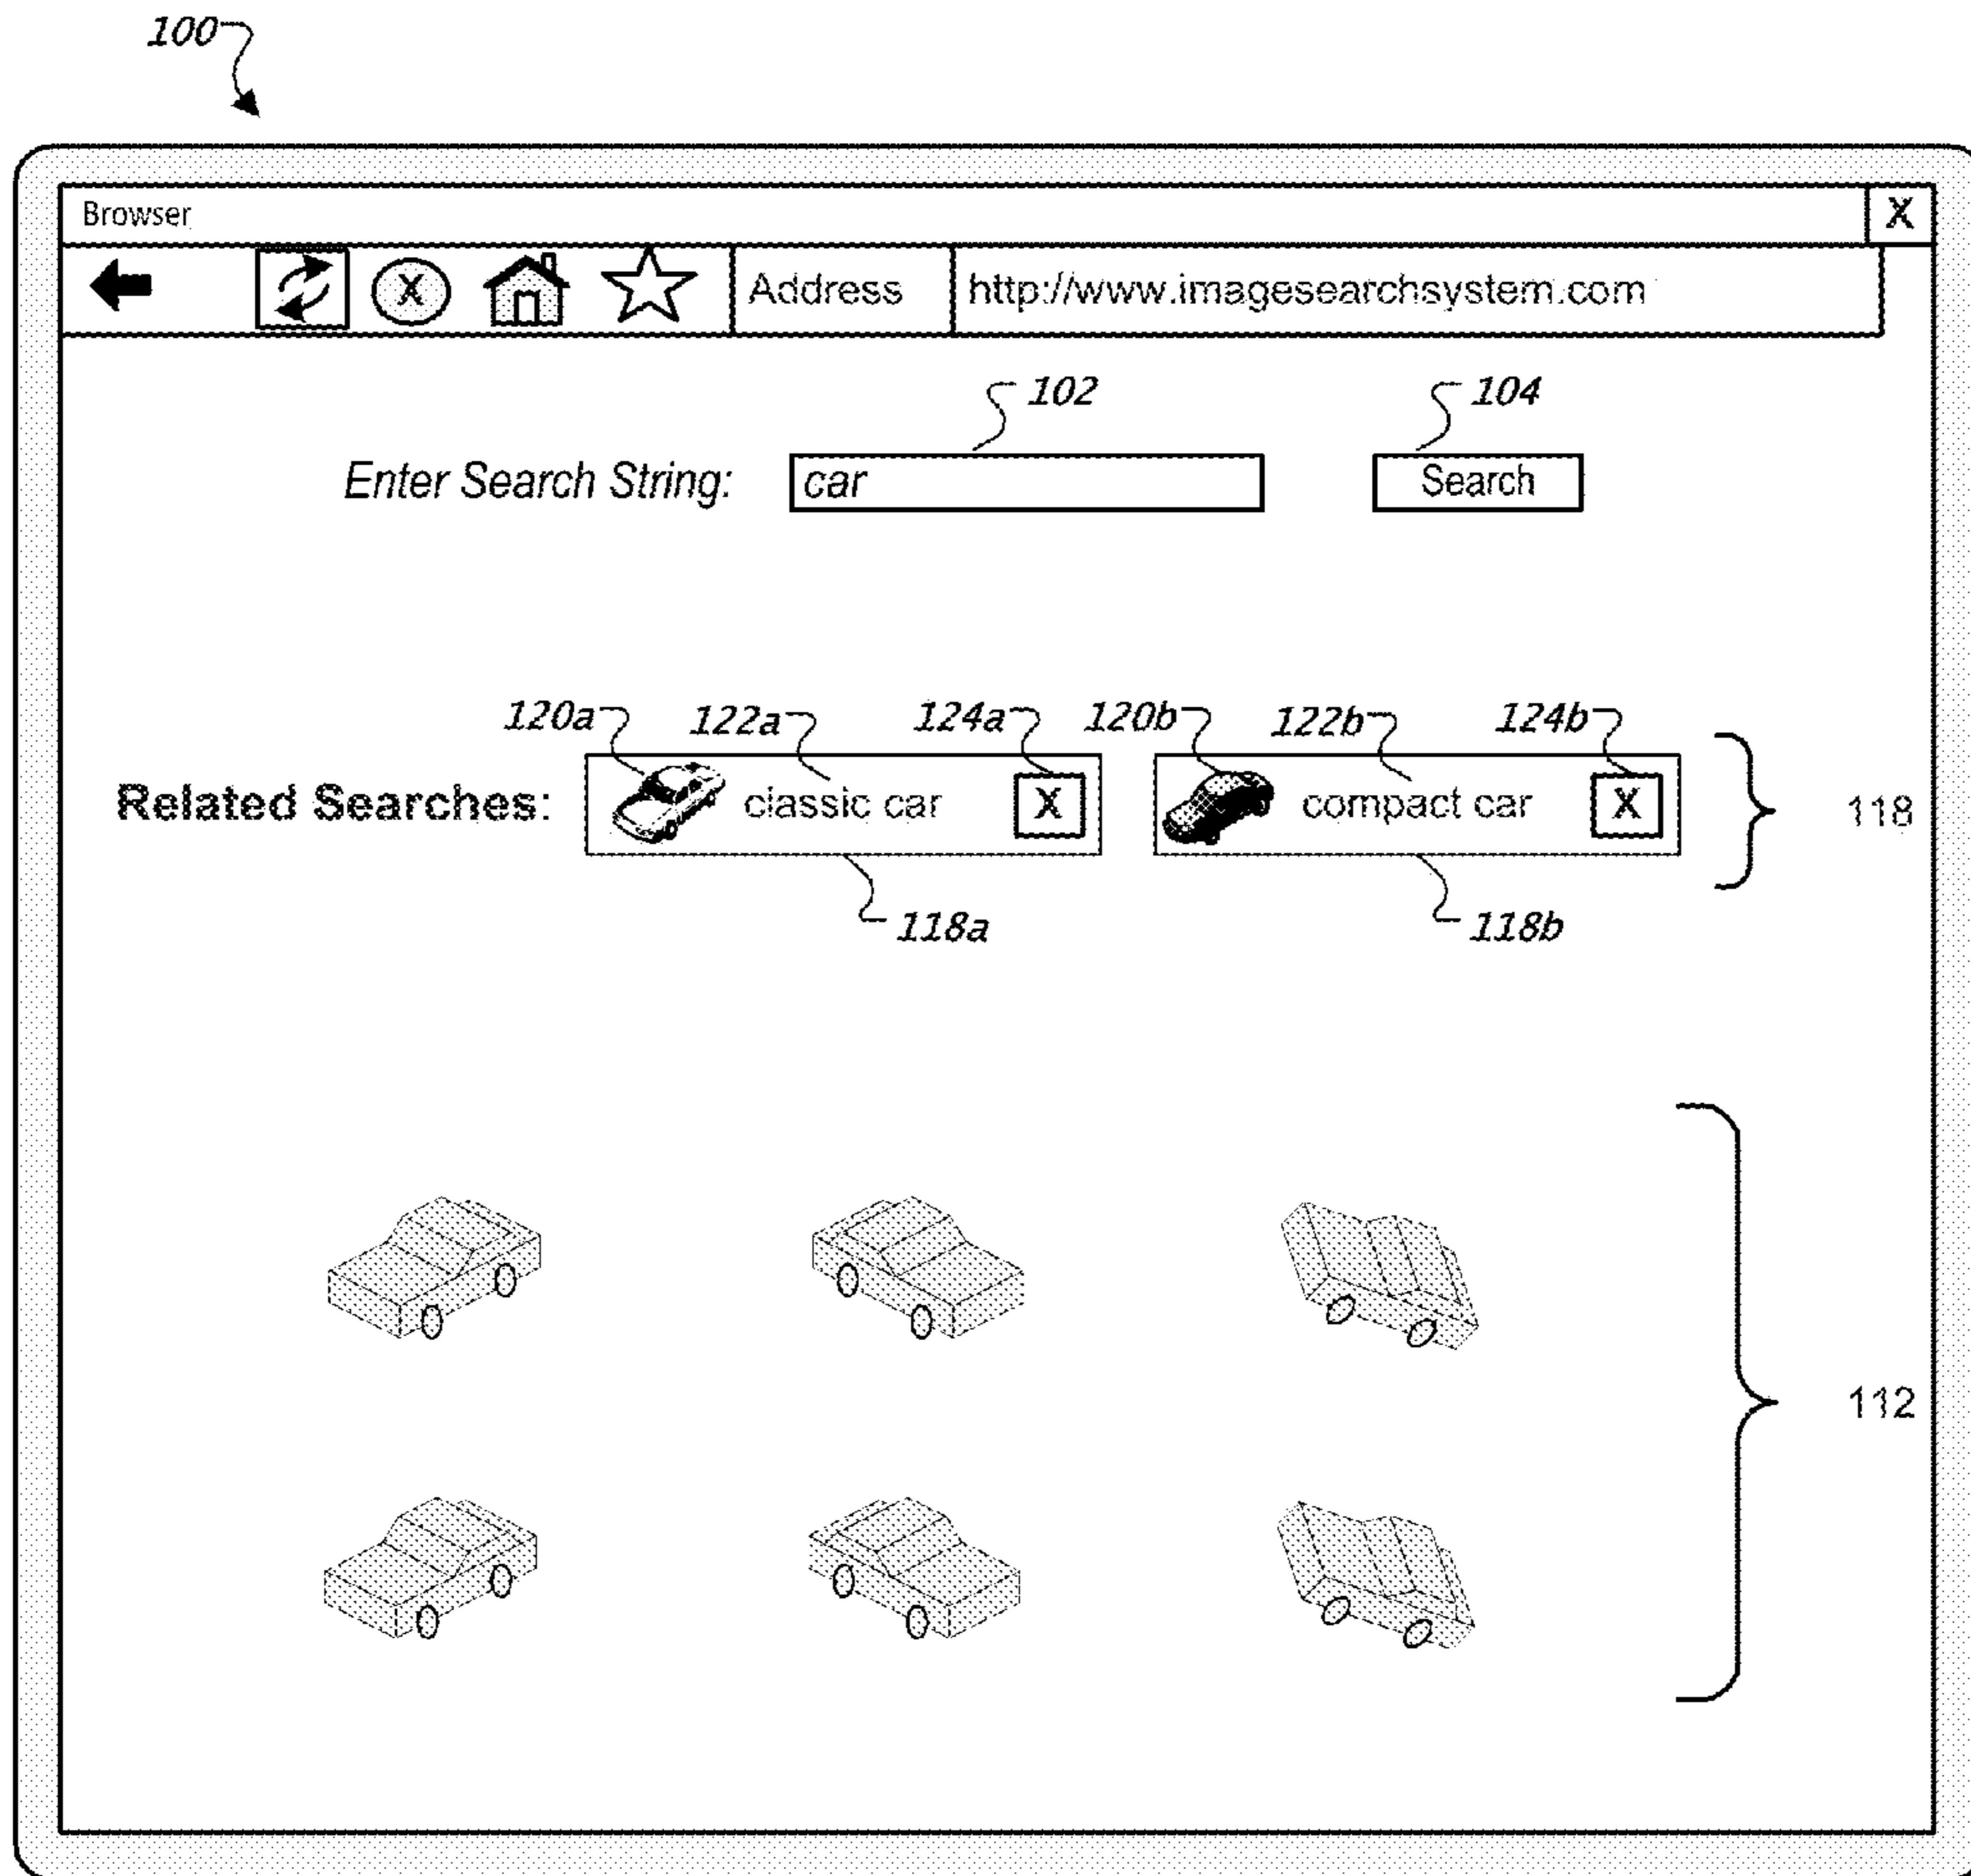 100
Browser X
X Address http://www.imagesearchsystem.com
102 104
Enter Search String: car Search
120a 122a 124a 120b 122b 124b
Related Searches: classic car X compact car X 118
118a 118b
112